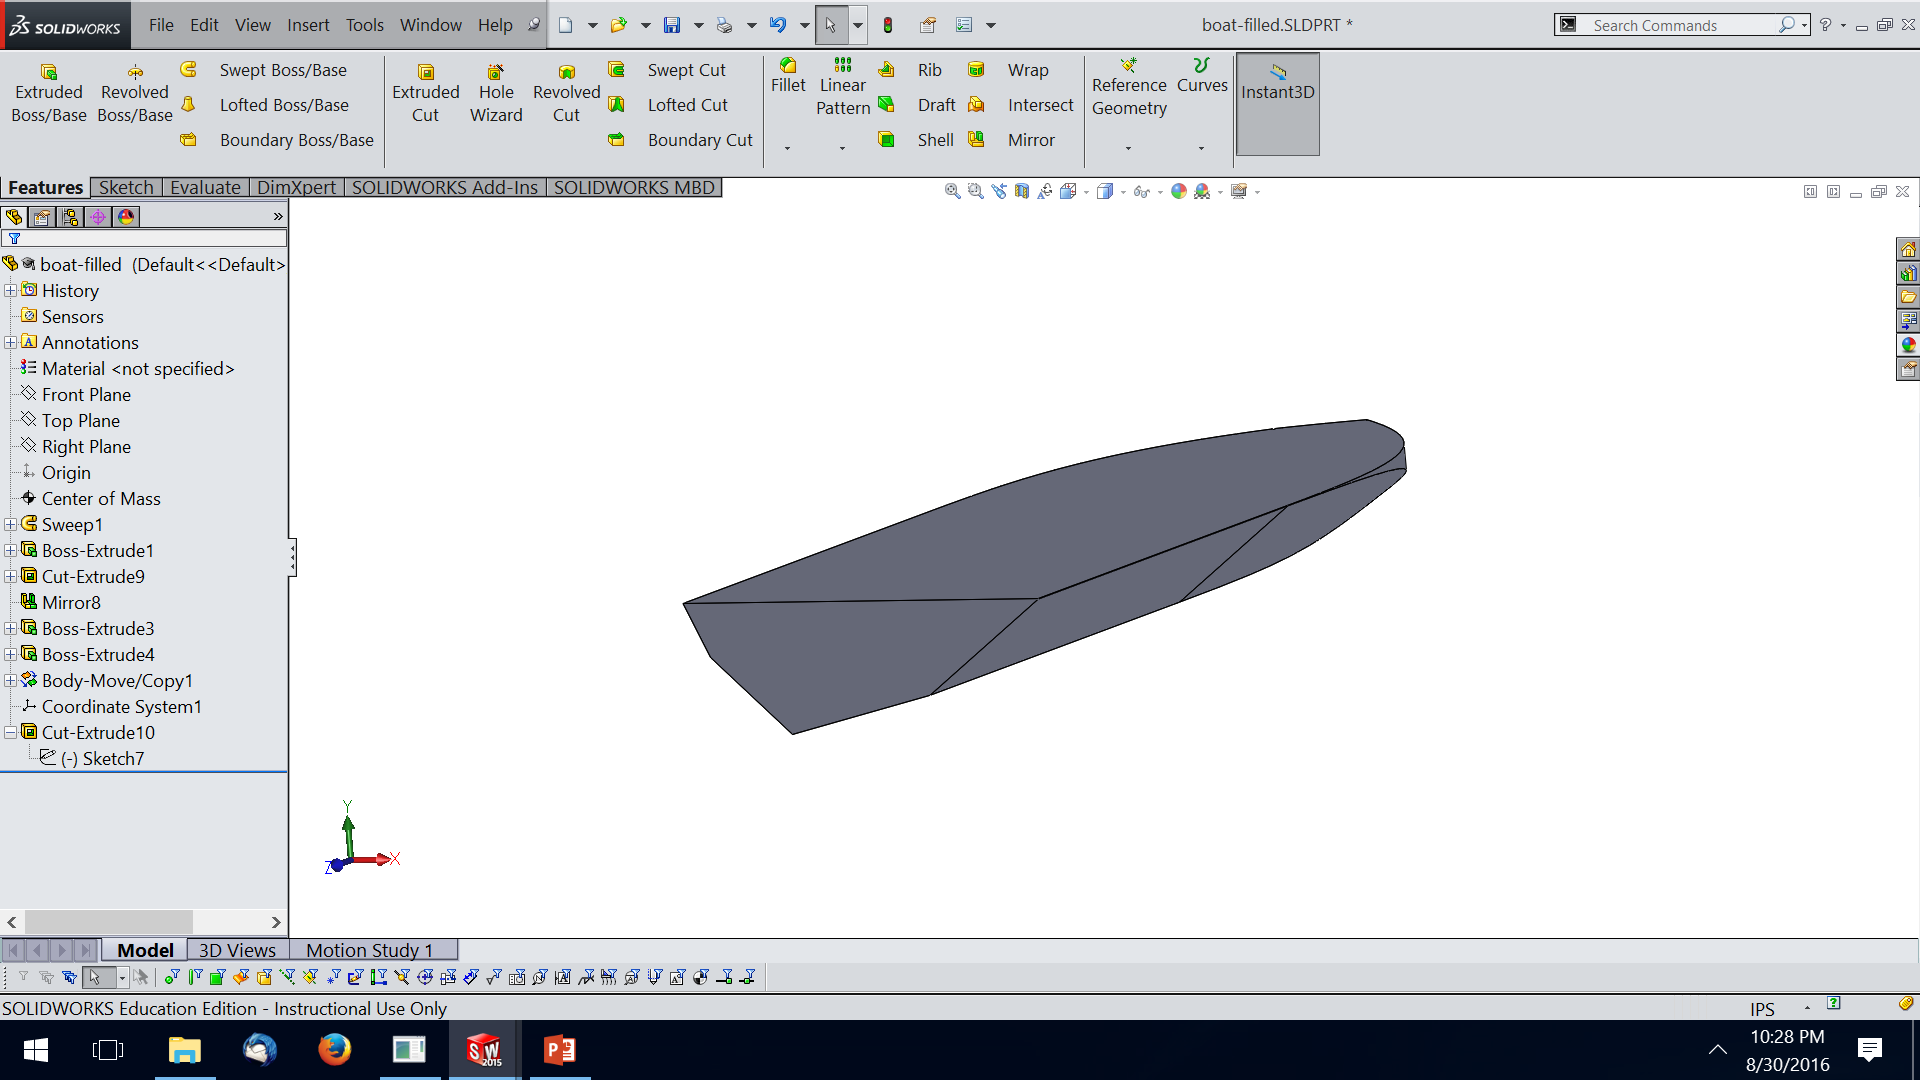 SOLIDWORKS File Edit View Insert Tools Window Help boat-filled.SLDPRT * Search Commands ?
Extruded Boss/Base
Revolved Boss/Base
Swept Boss/Base
Lofted Boss/Base
Boundary Boss/Base
Extruded Cut
Hole Wizard
Revolved Cut
Swept Cut
Lofted Cut
Boundary Cut
Fillet
Linear Pattern
Rib
Draft
Shell
Wrap
Intersect
Mirror
Reference Geometry
Curves
Instant3D
Features Sketch Evaluate DimXpert SOLIDWORKS Add-Ins SOLIDWORKS MBD
»
boat-filled (Default<<Default>
History
Sensors
Annotations
Material <not specified>
Front Plane
Top Plane
Right Plane
Origin
Center of Mass
Sweep1
Boss-Extrude1
Cut-Extrude9
Mirror8
Boss-Extrude3
Boss-Extrude4
Body-Move/Copy1
Coordinate System1
Cut-Extrude10
(-) Sketch7
Y
X
Z
Model 3D Views Motion Study 1
SOLIDWORKS Education Edition - Instructional Use Only IPS
SW 2015
10:28 PM
8/30/2016